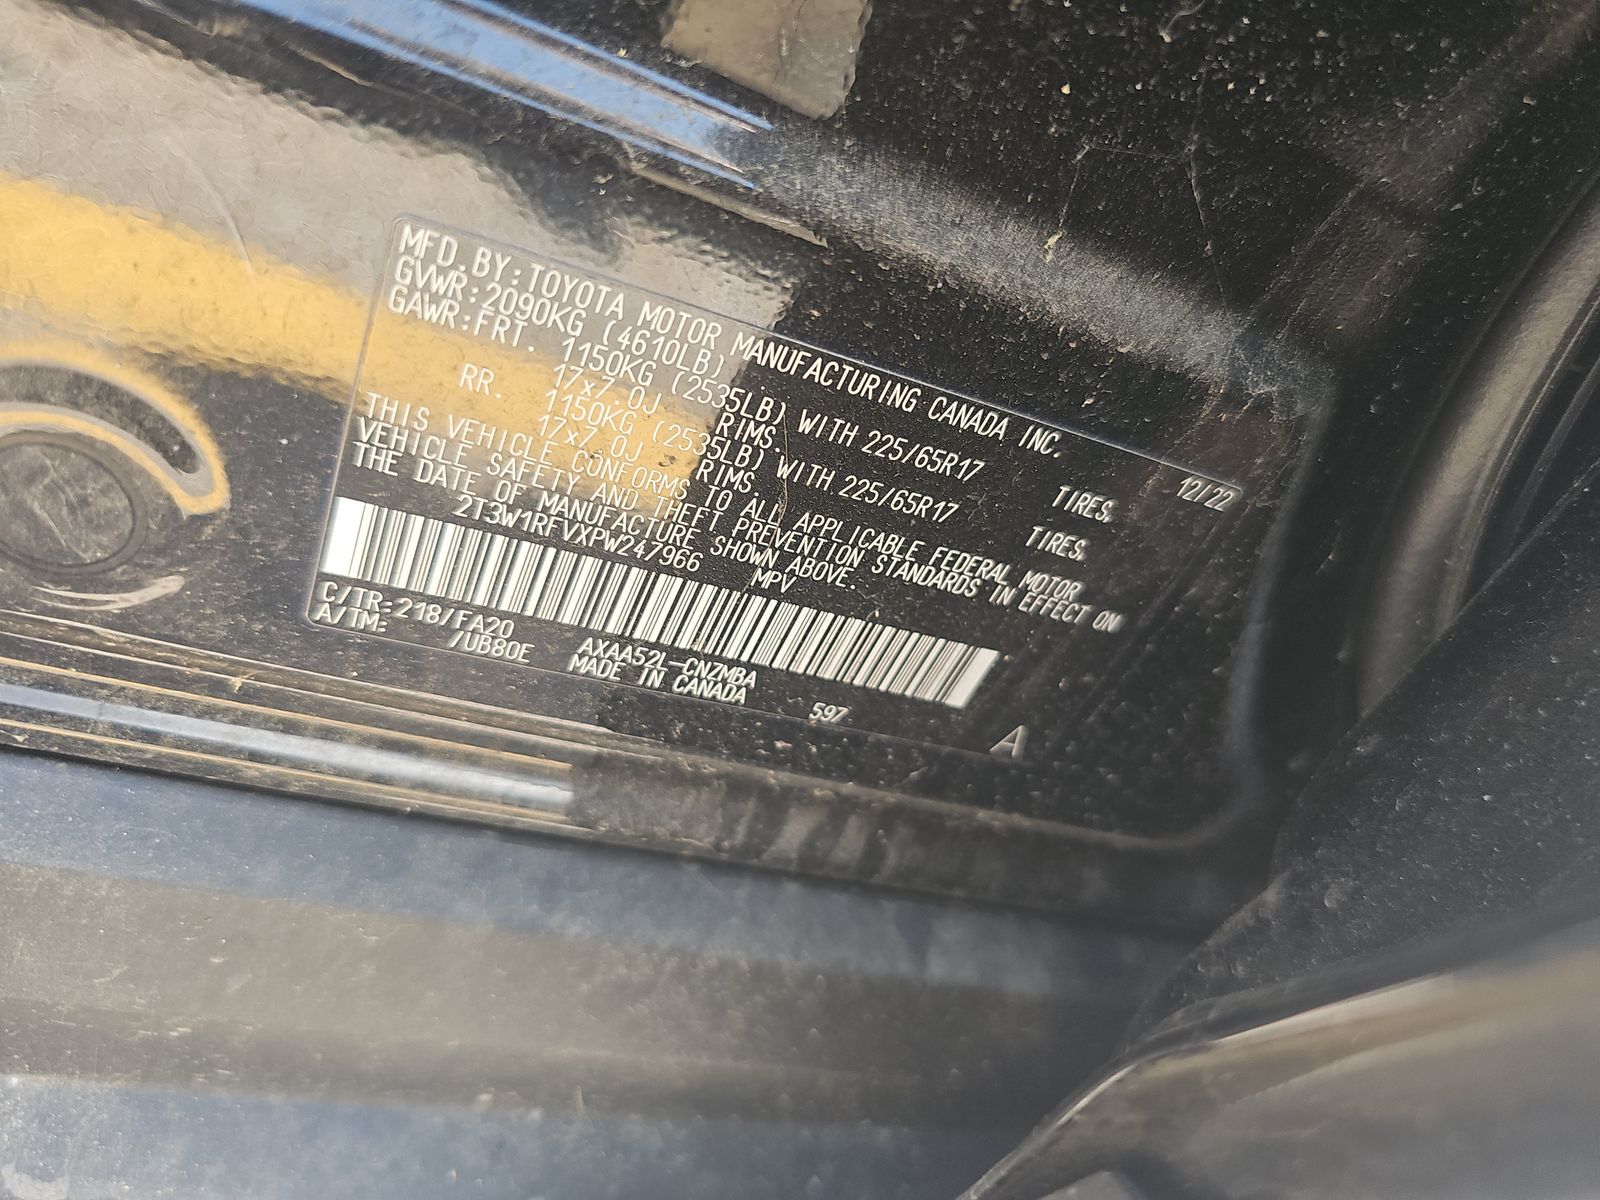 MFD.BY:TOYOTA MOTOR MANUFACTURING CANADA INC. 12/22
GVWR:2090KG (4610LB)
GAWR:FRT. 1150KG (2535LB) WITH 225/65R17 TIRES,
17x7.0J RIMS.
RR. 1150KG (2535LB) WITH 225/65R17 TIRES,
17x7.0J RIMS.
THIS VEHICLE CONFORMS TO ALL APPLICABLE FEDERAL MOTOR
VEHICLE SAFETY AND THEFT PREVENTION STANDARDS IN EFFECT ON
THE DATE OF MANUFACTURE SHOWN ABOVE.
2T3W1RFVXPW247966 MPV
C/TR:218/FA20 AXAA52L-CNZMBA
A/TM: /UB80E MADE IN CANADA 597
A